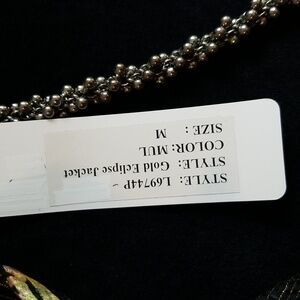 STYLE: L69744P -
STYLE: Gold Eclipse Jacket
COLOR: MUL
SIZE : M